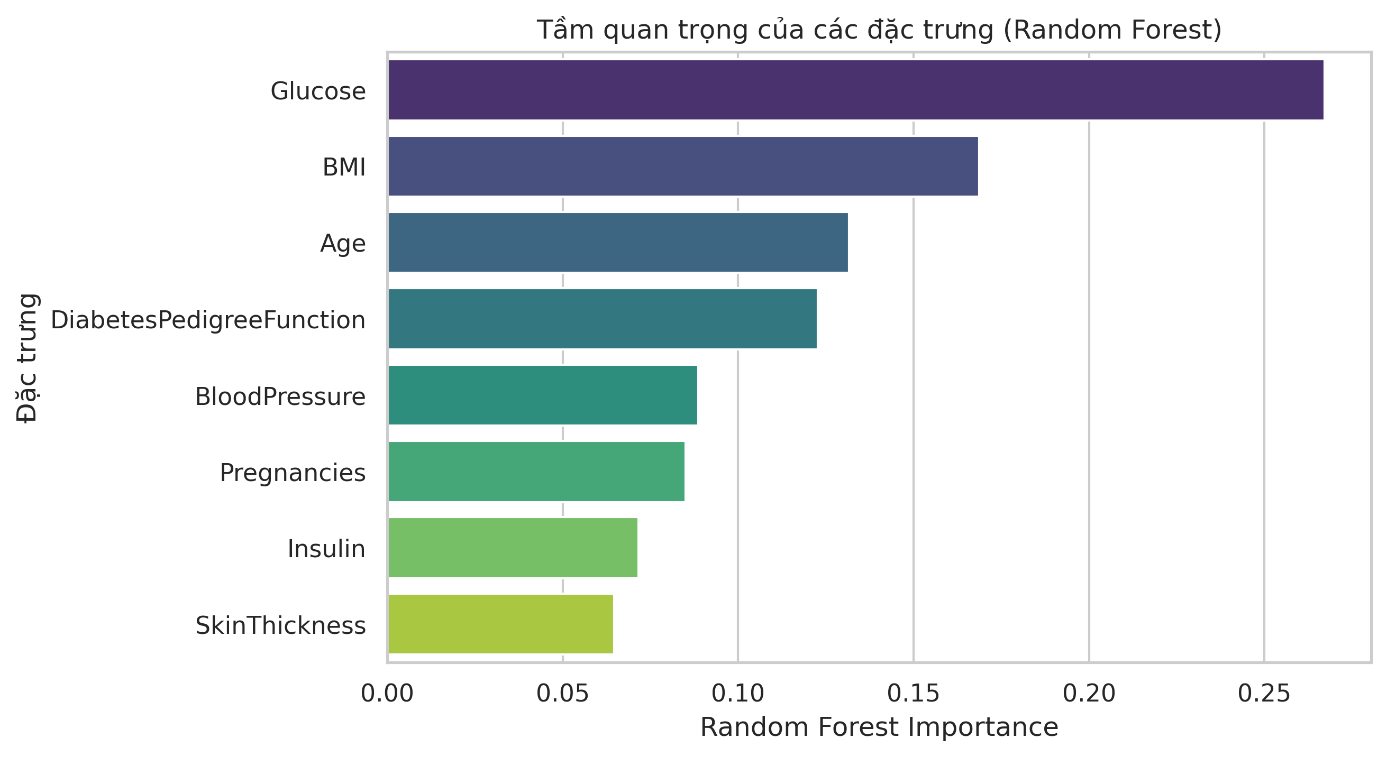 Tầm quan trọng của các đặc trưng (Random Forest)
Đặc trưng
Glucose
BMI
Age
DiabetesPedigreeFunction
BloodPressure
Pregnancies
Insulin
SkinThickness
0.00 0.05 0.10 0.15 0.20 0.25
Random Forest Importance